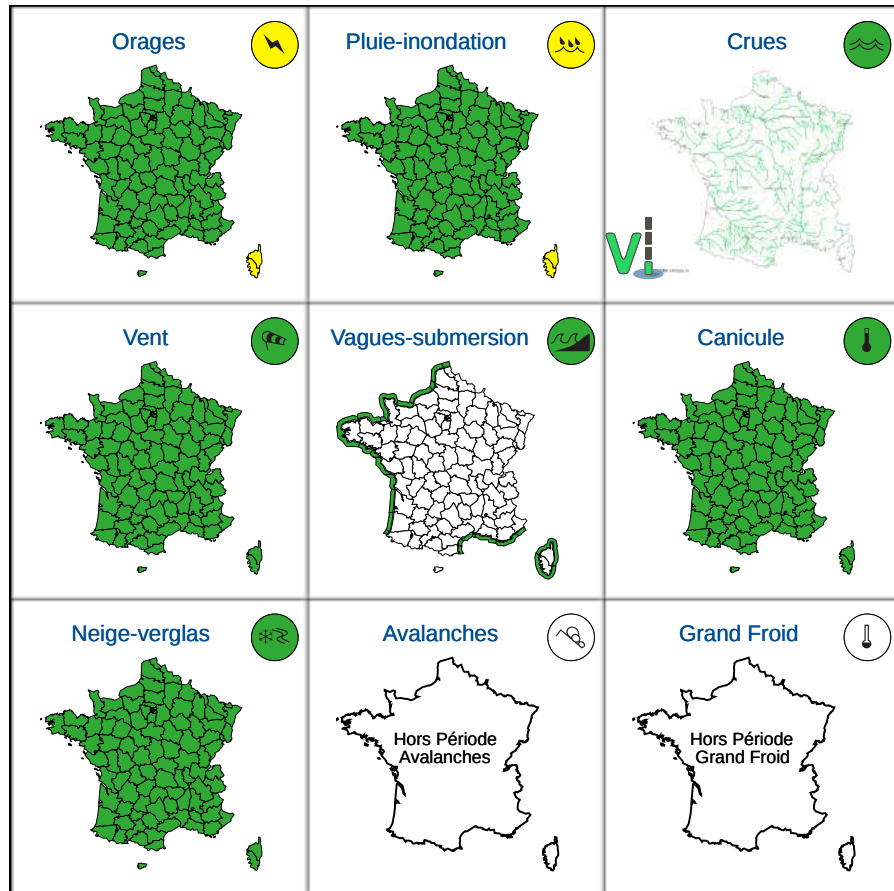 Orages
Pluie-inondation
Crues
Vent
Vagues-submersion
Canicule
Neige-verglas
Avalanches
Hors Période
Avalanches
Grand Froid
Hors Période
Grand Froid